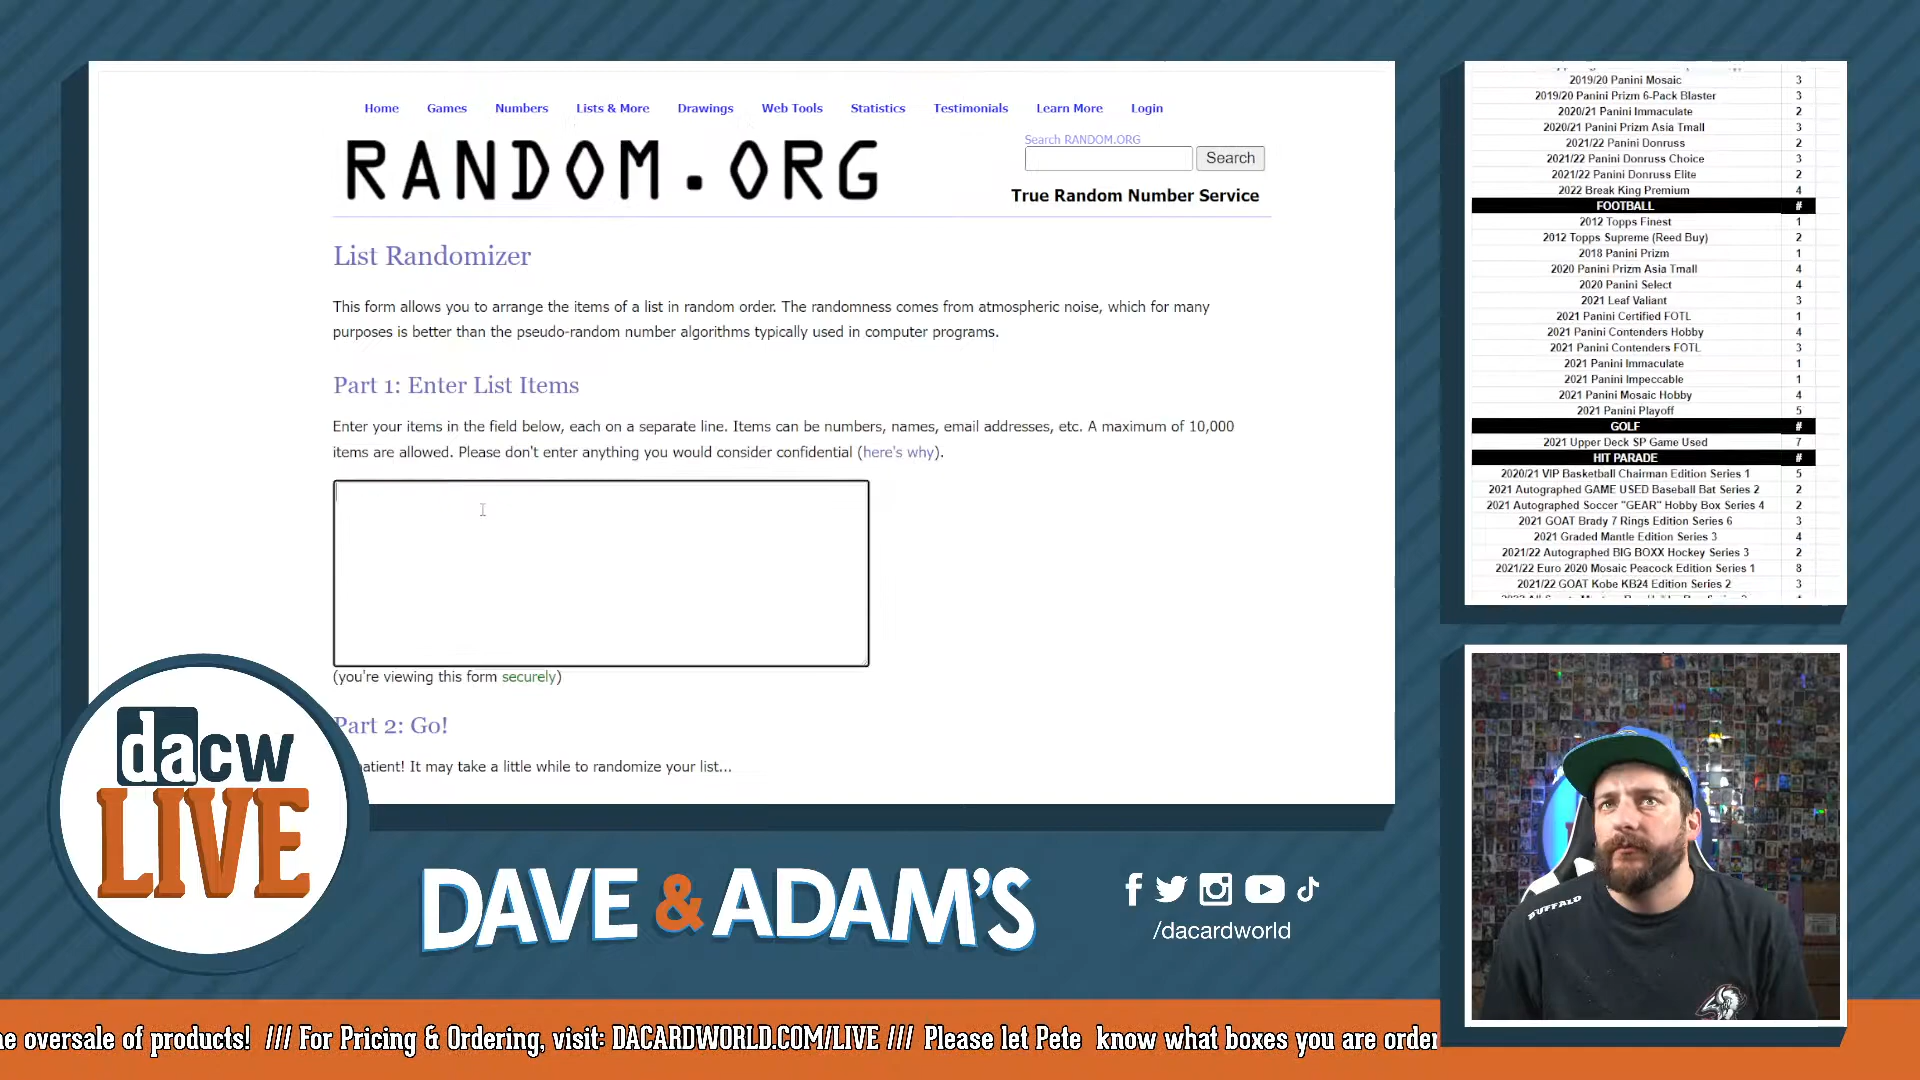 Home Games Numbers Lists & More Drawings Web Tools Statistics Testimonials Learn More Login
RANDOM.ORG
Search RANDOM.ORG
Search
True Random Number Service
List Randomizer
This form allows you to arrange the items of a list in random order. The randomness comes from atmospheric noise, which for many
purposes is better than the pseudo-random number algorithms typically used in computer programs.
Part 1: Enter List Items
Enter your items in the field below, each on a separate line. Items can be numbers, names, email addresses, etc. A maximum of 10,000
items are allowed. Please don't enter anything you would consider confidential (here's why).
(you're viewing this form securely)
Part 2: Go!
atient! It may take a little while to randomize your list...
2019/20 Panini Mosaic 3
2019/20 Panini Prizm 6-Pack Blaster 3
2020/21 Panini Immaculate 2
2020/21 Panini Prizm Asia Tmall 3
2021/22 Panini Donruss 2
2021/22 Panini Donruss Choice 3
2021/22 Panini Donruss Elite 2
2022 Break King Premium 4
FOOTBALL #
2012 Topps Finest 1
2012 Topps Supreme (Reed Buy) 2
2018 Panini Prizm 1
2020 Panini Prizm Asia Tmall 4
2020 Panini Select 4
2021 Leaf Valiant 3
2021 Panini Certified FOTL 1
2021 Panini Contenders Hobby 4
2021 Panini Contenders FOTL 3
2021 Panini Immaculate 1
2021 Panini Impeccable 1
2021 Panini Mosaic Hobby 4
2021 Panini Playoff 5
GOLF #
2021 Upper Deck SP Game Used 7
HIT PARADE #
2020/21 VIP Basketball Chairman Edition Series 1 5
2021 Autographed GAME USED Baseball Bat Series 2 2
2021 Autographed Soccer "GEAR" Hobby Box Series 4 2
2021 GOAT Brady 7 Rings Edition Series 6 3
2021 Graded Mantle Edition Series 3 4
2021/22 Autographed BIG BOXX Hockey Series 3 2
2021/22 Euro 2020 Mosaic Peacock Edition Series 1 8
2021/22 GOAT Kobe KB24 Edition Series 2 3
dacw
LIVE
DAVE & ADAM'S
/dacardworld
BUFFALO
e oversale of products! /// For Pricing & Ordering, visit: DACARDWORLD.COM/LIVE /// Please let Pete know what boxes you are order